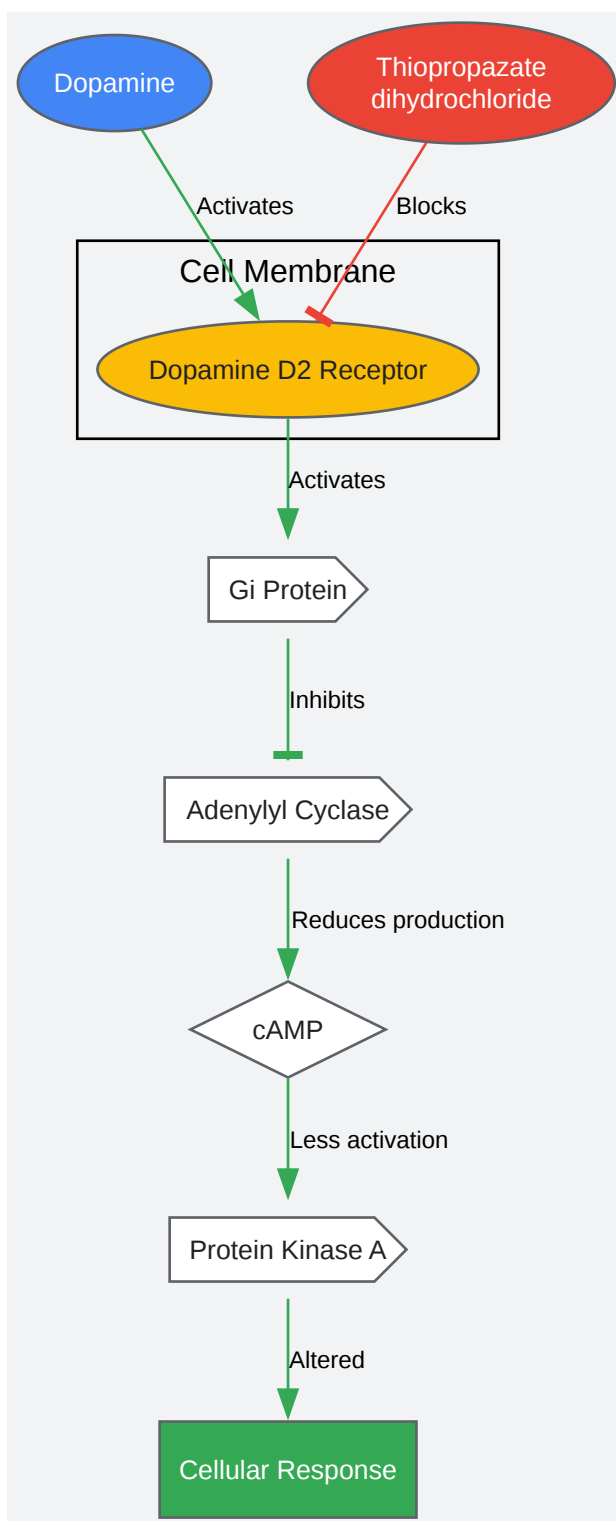 Dopamine
Thiopropazate
dihydrochloride
Activates
Blocks
Cell Membrane
Dopamine D2 Receptor
Activates
Gi Protein
Inhibits
Adenylyl Cyclase
Reduces production
cAMP
Less activation
Protein Kinase A
Altered
Cellular Response